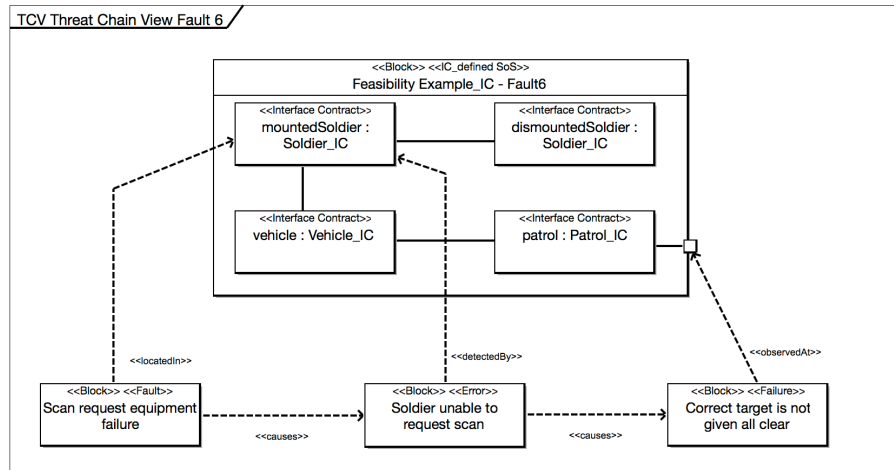 TCV Threat Chain View Fault 6
<<Block>> <<IC_defined SoS>>
Feasibility Example_IC - Fault6
<<Interface Contract>>
mountedSoldier :
Soldier_IC
<<Interface Contract>>
dismountedSoldier :
Soldier_IC
<<Interface Contract>>
vehicle : Vehicle_IC
<<Interface Contract>>
patrol : Patrol_IC
<<locatedIn>>
<<detectedBy>>
<<observedAt>>
<<Block>> <<Fault>>
Scan request equipment
failure
<<causes>>
<<Block>> <<Error>>
Soldier unable to
request scan
<<causes>>
<<Block>> <<Failure>>
Correct target is not
given all clear